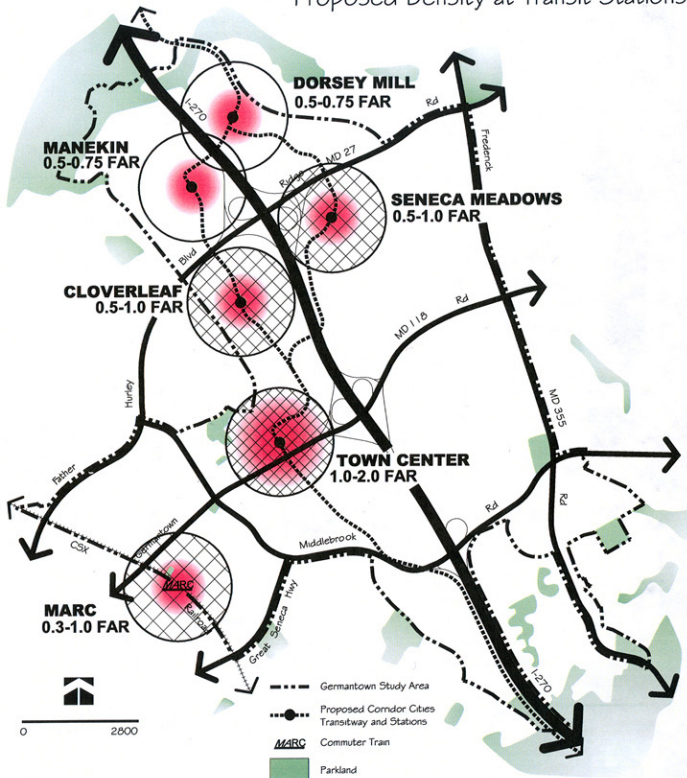 Proposed Density at Transit Stations
DORSEY MILL
0.5-0.75 FAR
I-270
MANEKIN
0.5-0.75 FAR
Rd
MD 27
Ridge
Frederick
SENECA MEADOWS
0.5-1.0 FAR
Blvd
CLOVERLEAF
0.5-1.0 FAR
Rd
MD 118
Hurley
MD 355
TOWN CENTER
1.0-2.0 FAR
Father
Rd
Rd
CSX
Germantown
Middlebrook
MARC
Railroad
MARC
0.3-1.0 FAR
Great Seneca Hwy
I-270
Germantown Study Area
Proposed Corridor Cities
Transitway and Stations
0 2800
MARC Commuter Train
Parkland